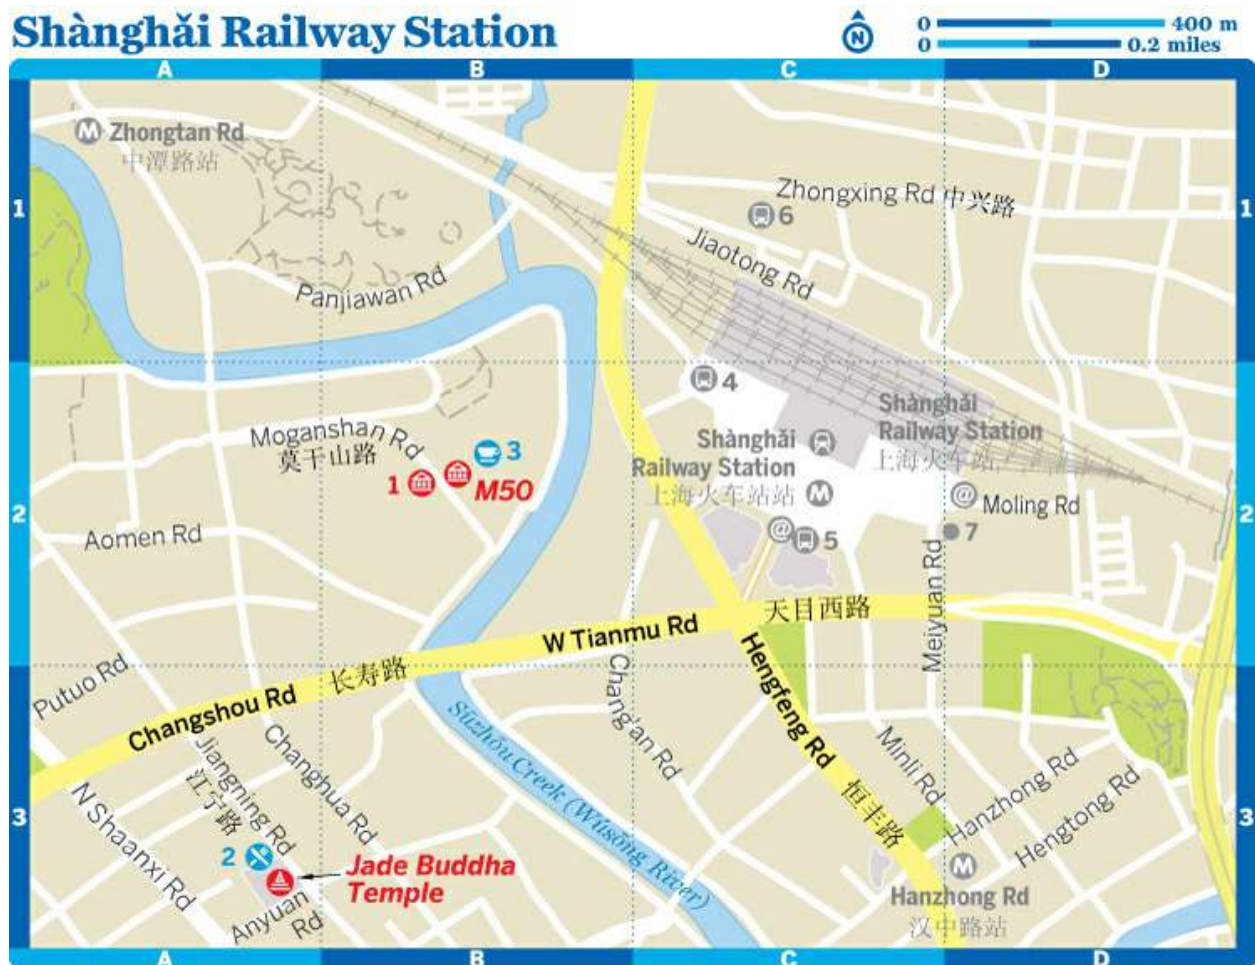 Shànghǎi Railway Station
N
0 400 m
0 0.2 miles
A B C D
M Zhongtan Rd
中潭路站
1 1
Zhongxing Rd 中兴路
6
Jiaotong Rd
Panjiawan Rd
4
Shànghǎi
Railway Station
上海火车站
Shànghǎi
Railway Station
上海火车站站
M
Moganshan Rd
莫干山路
3
1
M50
@ Moling Rd
2 2
Aomen Rd
@ 5
7
Meiyuan Rd
天目西路
W Tianmu Rd
长寿路
Changshou Rd
Putuo Rd
Hengfeng Rd
恒丰路
Chang'an Rd
Suzhou Creek (Wúsōng River)
Jiangning Rd
江宁路
Changhua Rd
Minli Rd
Hanzhong Rd
Hengtong Rd
N Shaanxi Rd
3 3
2
Jade Buddha
Temple
Anyuan
Rd
M
Hanzhong Rd
汉中路站
A B C D